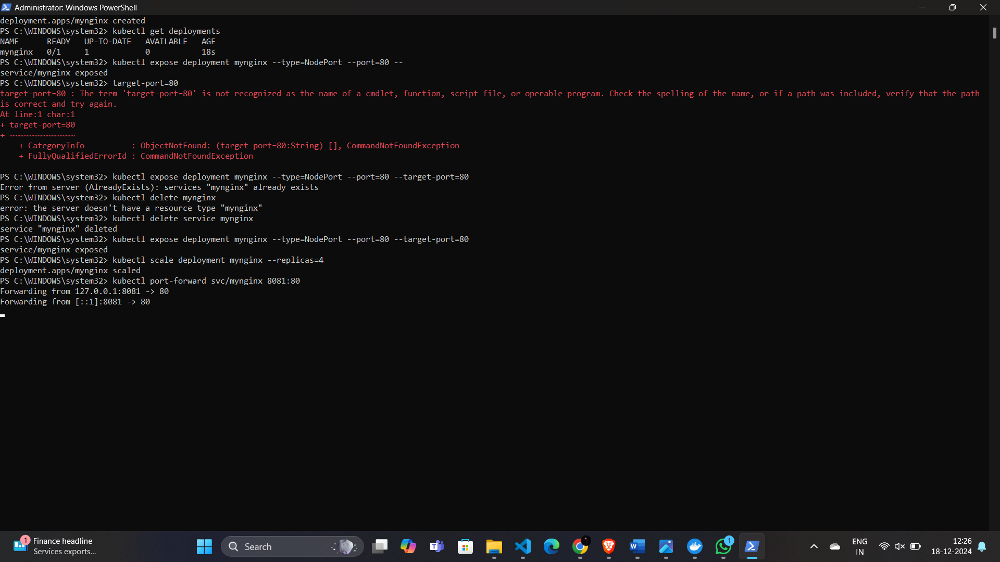 Administrator: Windows PowerShell
deployment.apps/mynginx created
PS C:\WINDOWS\system32> kubectl get deployments
NAME      READY   UP-TO-DATE   AVAILABLE   AGE
mynginx   0/1     1            0           18s
PS C:\WINDOWS\system32> kubectl expose deployment mynginx --type=NodePort --port=80 --
service/mynginx exposed
PS C:\WINDOWS\system32> target-port=80
target-port=80 : The term 'target-port=80' is not recognized as the name of a cmdlet, function, script file, or operable program. Check the spelling of the name, or if a path was included, verify that the path
is correct and try again.
At line:1 char:1
+ target-port=80
+ ~~~~~~~~~~~~~~
    + CategoryInfo          : ObjectNotFound: (target-port=80:String) [], CommandNotFoundException
    + FullyQualifiedErrorId : CommandNotFoundException
PS C:\WINDOWS\system32> kubectl expose deployment mynginx --type=NodePort --port=80 --target-port=80
Error from server (AlreadyExists): services "mynginx" already exists
PS C:\WINDOWS\system32> kubectl delete mynginx
error: the server doesn't have a resource type "mynginx"
PS C:\WINDOWS\system32> kubectl delete service mynginx
service "mynginx" deleted
PS C:\WINDOWS\system32> kubectl expose deployment mynginx --type=NodePort --port=80 --target-port=80
service/mynginx exposed
PS C:\WINDOWS\system32> kubectl scale deployment mynginx --replicas=4
deployment.apps/mynginx scaled
PS C:\WINDOWS\system32> kubectl port-forward svc/mynginx 8081:80
Forwarding from 127.0.0.1:8081 -> 80
Forwarding from [::1]:8081 -> 80
1
Finance headline
Services exports...
Search
1
ENG
IN
12:26
18-12-2024